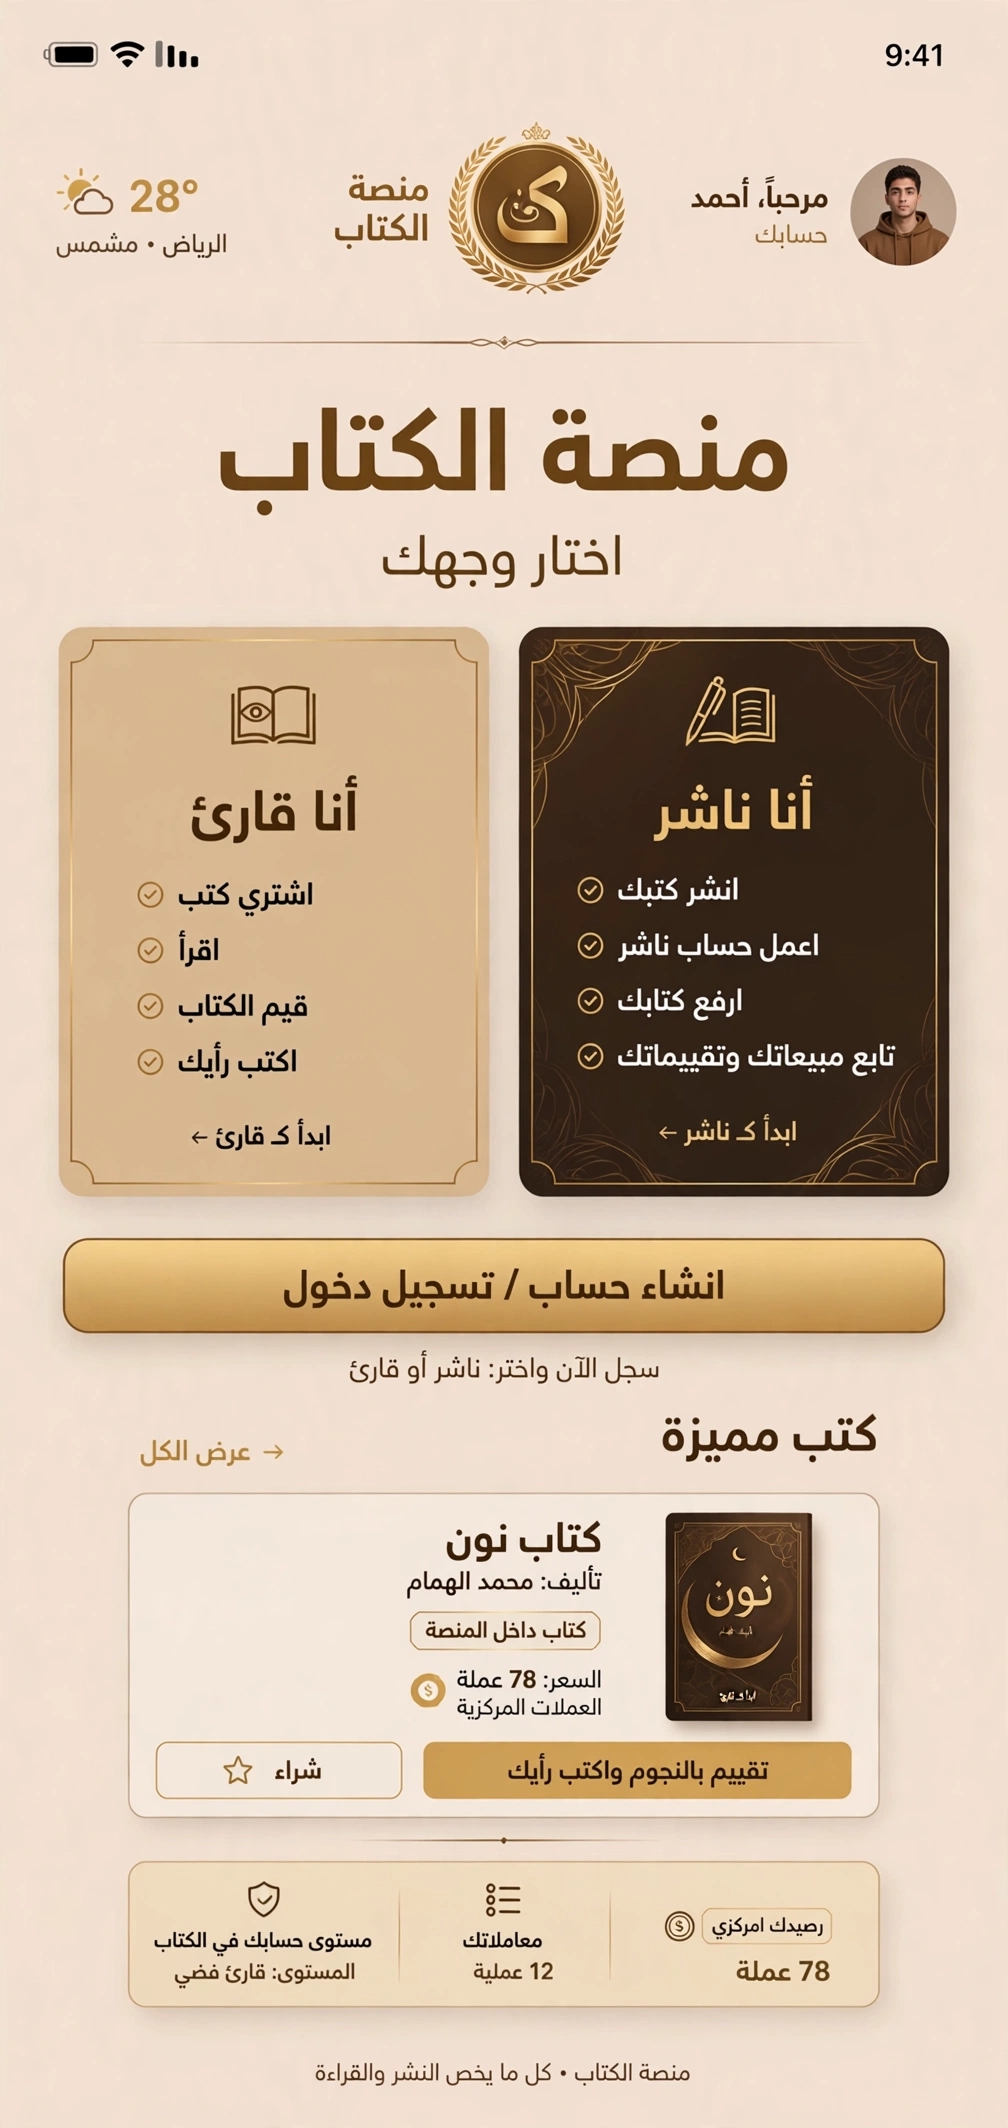 9:41
مرحباً، أحمد
حسابك
ك
منصة
الكتاب
28°
الرياض • مشمس
منصة الكتاب
اختار وجهك
أنا ناشر
انشر كتبك
اعمل حساب ناشر
ارفع كتابك
تابع مبيعاتك وتقييماتك
ابدأ كـ ناشر ←
أنا قارئ
اشتري كتب
اقرأ
قيم الكتاب
اكتب رأيك
ابدأ كـ قارئ ←
انشاء حساب / تسجيل دخول
سجل الآن واختر: ناشر أو قارئ
كتب مميزة
→ عرض الكل
نون
كتاب نون
تأليف: محمد الهمام
كتاب داخل المنصة
السعر: 78 عملة
العملات المركزية
$
تقييم بالنجوم واكتب رأيك
شراء
رصيدك امركزي
$
78 عملة
معاملاتك
12 عملية
مستوى حسابك في الكتاب
المستوى: قارئ فضي
منصة الكتاب • كل ما يخص النشر والقراءة